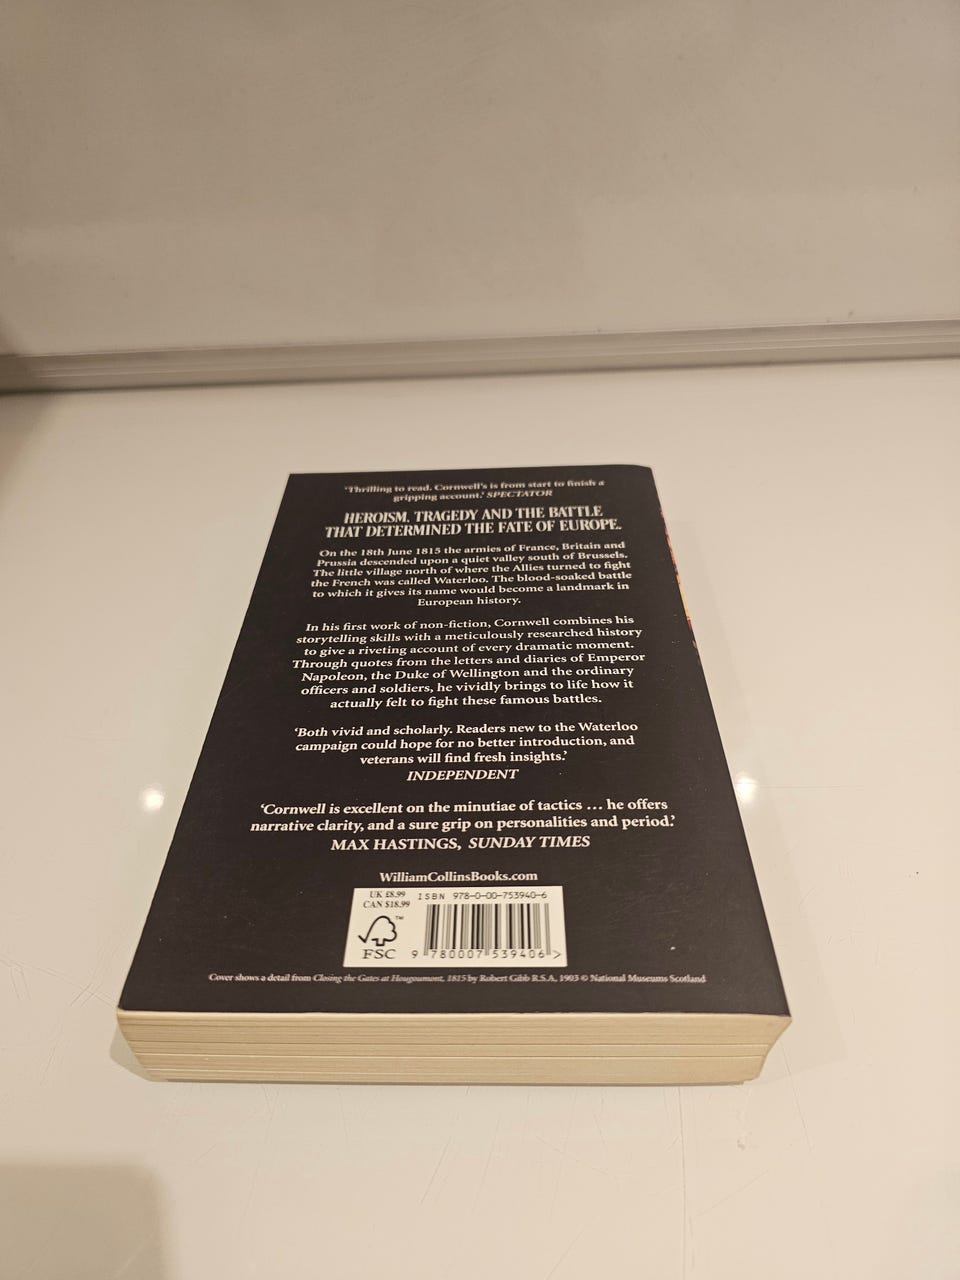 'Thrilling to read. Cornwell's is from start to finish a
gripping account.' SPECTATOR
HEROISM, TRAGEDY AND THE BATTLE
THAT DETERMINED THE FATE OF EUROPE.
On the 18th June 1815 the armies of France, Britain and
Prussia descended upon a quiet valley south of Brussels.
The little village north of where the Allies turned to fight
the French was called Waterloo. The blood-soaked battle
to which it gives its name would become a landmark in
European history.
In his first work of non-fiction, Cornwell combines his
storytelling skills with a meticulously researched history
to give a riveting account of every dramatic moment.
Through quotes from the letters and diaries of Emperor
Napoleon, the Duke of Wellington and the ordinary
officers and soldiers, he vividly brings to life how it
actually felt to fight these famous battles.
'Both vivid and scholarly. Readers new to the Waterloo
campaign could hope for no better introduction, and
veterans will find fresh insights.'
INDEPENDENT
'Cornwell is excellent on the minutiae of tactics … he offers
narrative clarity, and a sure grip on personalities and period.'
MAX HASTINGS, SUNDAY TIMES
WilliamCollinsBooks.com
UK £8.99
CAN $18.99
ISBN 978-0-00-753940-6
FSC™
9 780007 539406 >
Cover shows a detail from Closing the Gates at Hougoumont, 1815 by Robert Gibb R.S.A, 1903 © National Museums Scotland